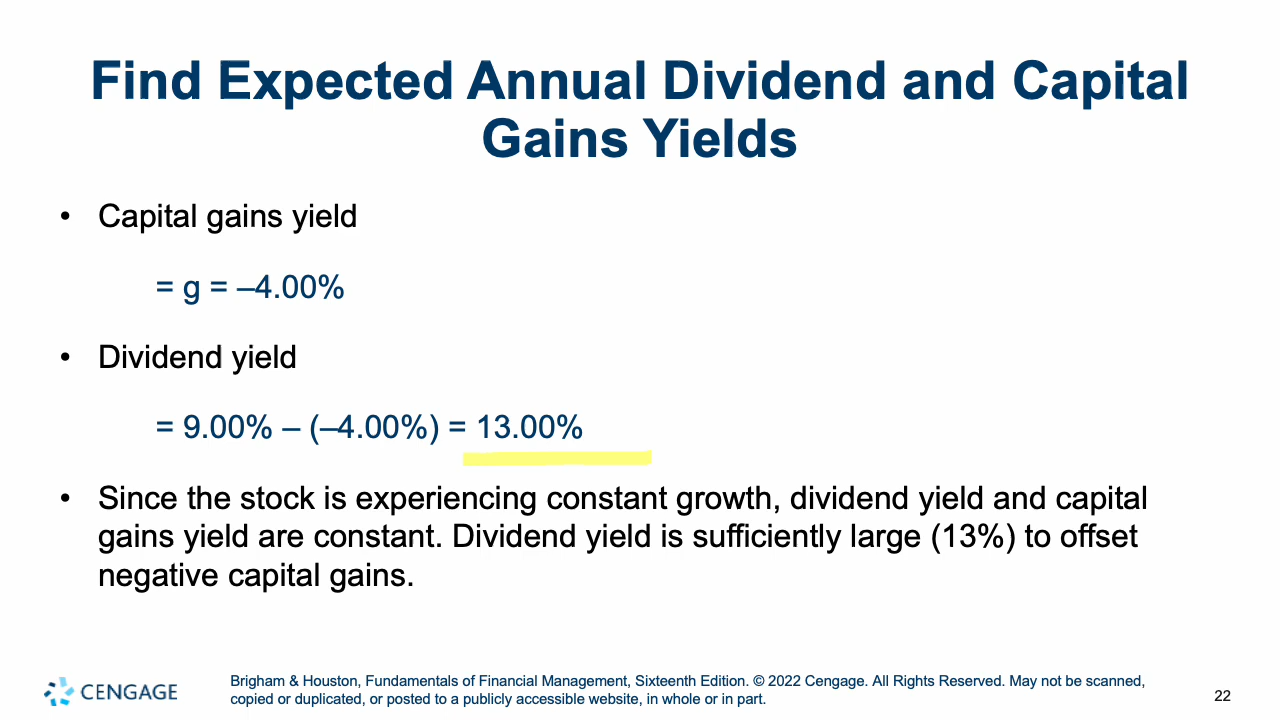 Find Expected Annual Dividend and Capital
Gains Yields
• Capital gains yield
= g = –4.00%
• Dividend yield
= 9.00% – (–4.00%) = 13.00%
• Since the stock is experiencing constant growth, dividend yield and capital
gains yield are constant. Dividend yield is sufficiently large (13%) to offset
negative capital gains.
CENGAGE
Brigham & Houston, Fundamentals of Financial Management, Sixteenth Edition. © 2022 Cengage. All Rights Reserved. May not be scanned,
copied or duplicated, or posted to a publicly accessible website, in whole or in part.
22